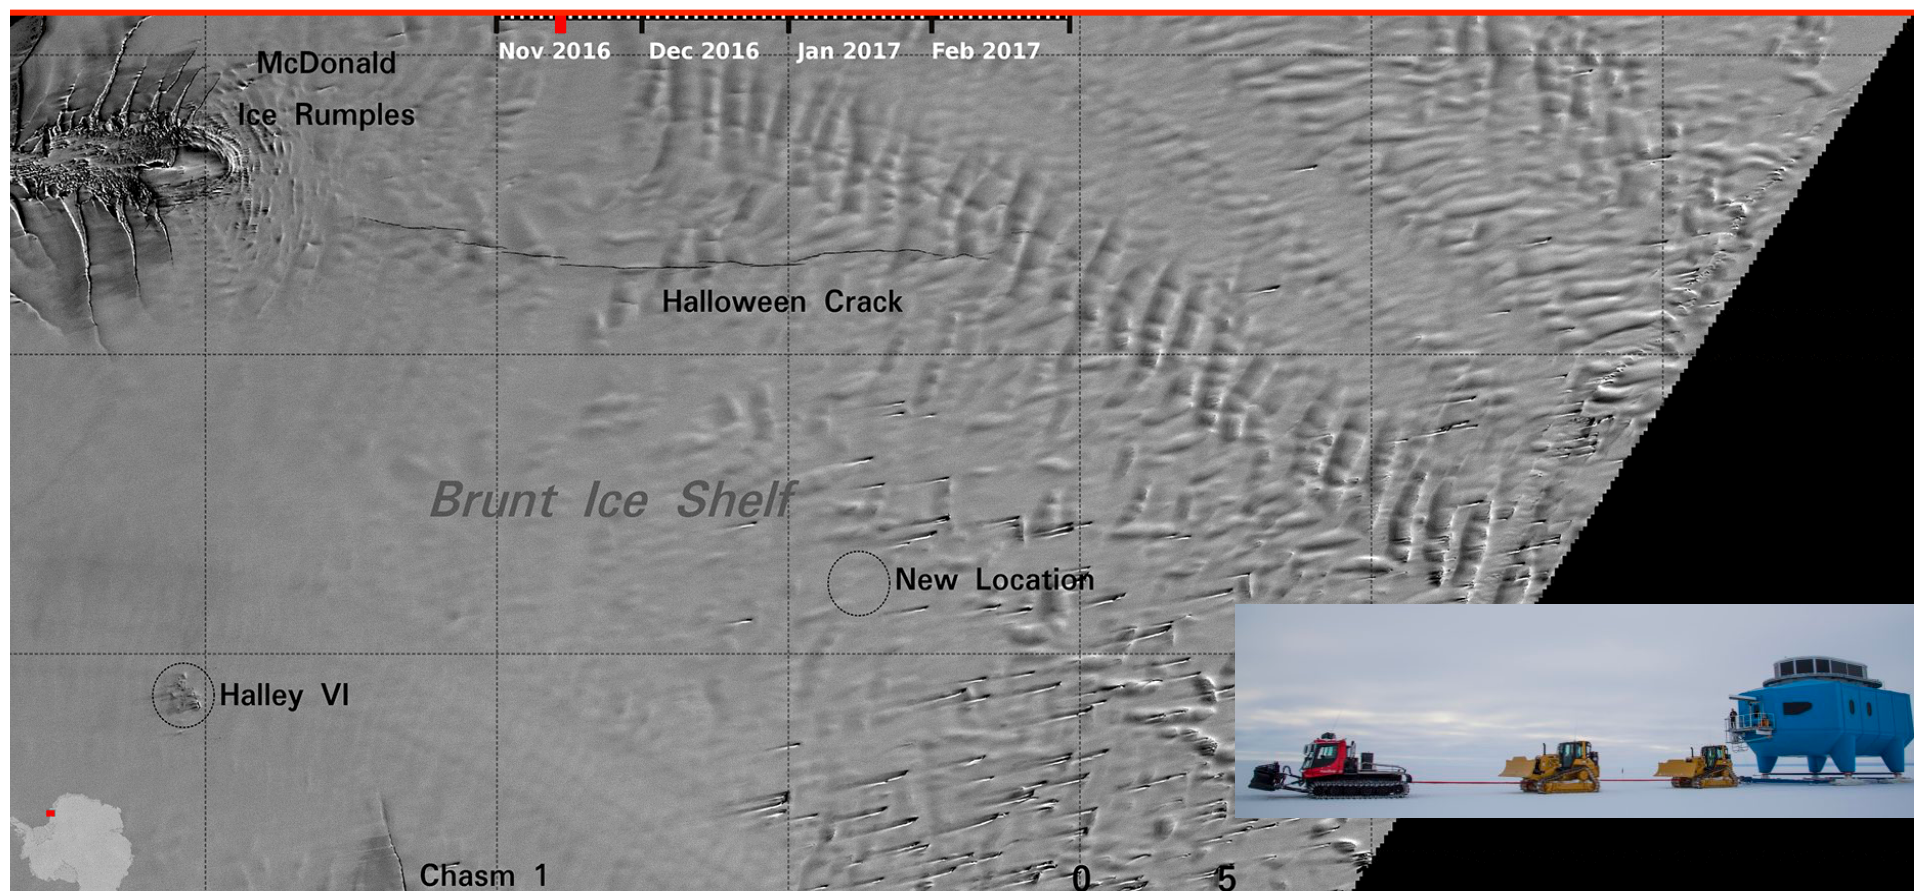 Nov 2016 Dec 2016 Jan 2017 Feb 2017
McDonald
Ice Rumples
Halloween Crack
Brunt Ice Shelf
New Location
Halley VI
Chasm 1
0 5